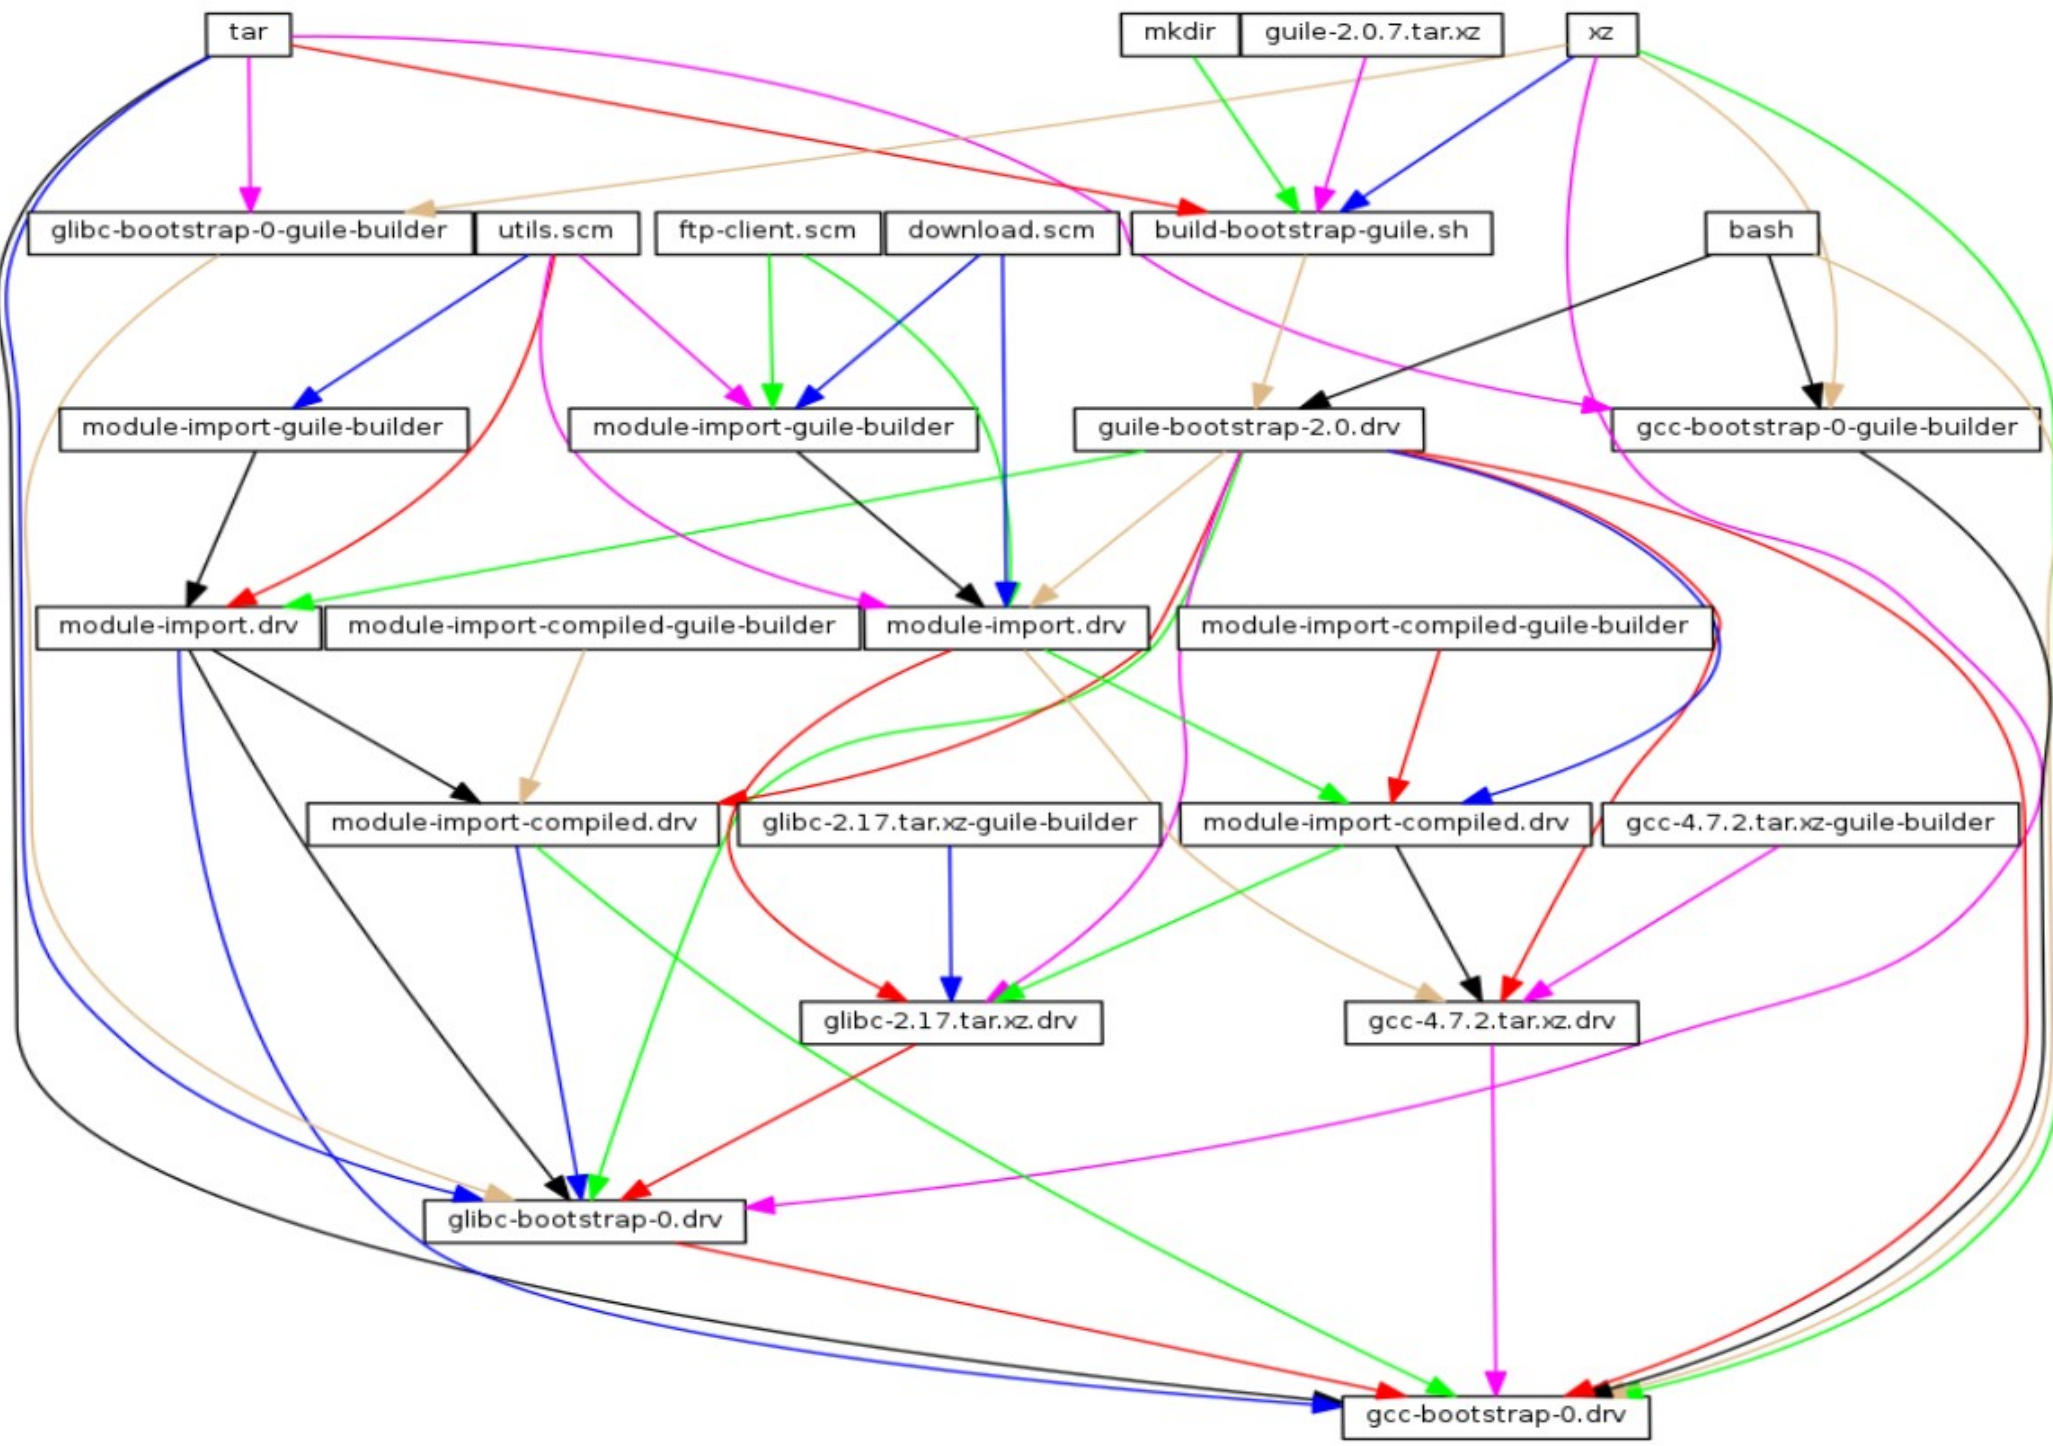 tar
mkdir
guile-2.0.7.tar.xz
xz
glibc-bootstrap-0-guile-builder
utils.scm
ftp-client.scm
download.scm
build-bootstrap-guile.sh
bash
module-import-guile-builder
module-import-guile-builder
guile-bootstrap-2.0.drv
gcc-bootstrap-0-guile-builder
module-import.drv
module-import-compiled-guile-builder
module-import.drv
module-import-compiled-guile-builder
module-import-compiled.drv
glibc-2.17.tar.xz-guile-builder
module-import-compiled.drv
gcc-4.7.2.tar.xz-guile-builder
glibc-2.17.tar.xz.drv
gcc-4.7.2.tar.xz.drv
glibc-bootstrap-0.drv
gcc-bootstrap-0.drv